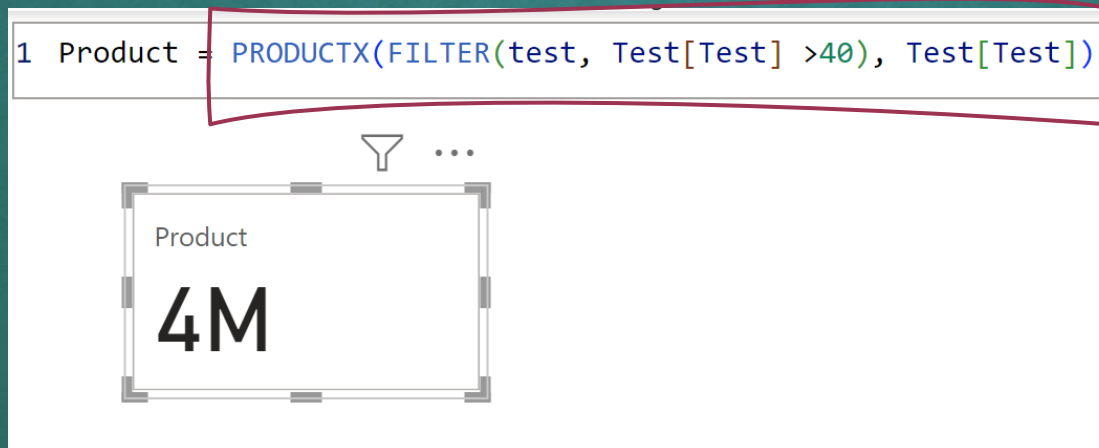 1 Product = PRODUCTX(FILTER(test, Test[Test] >40), Test[Test])
Product
4M